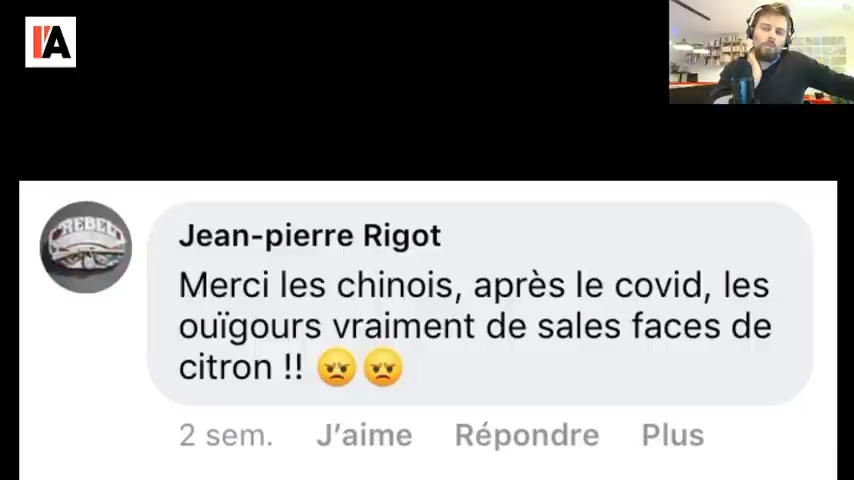 I'A
REBEL
Jean-pierre Rigot
Merci les chinois, après le covid, les
ouïgours vraiment de sales faces de
citron !! 😡😡
2 sem. J'aime Répondre Plus